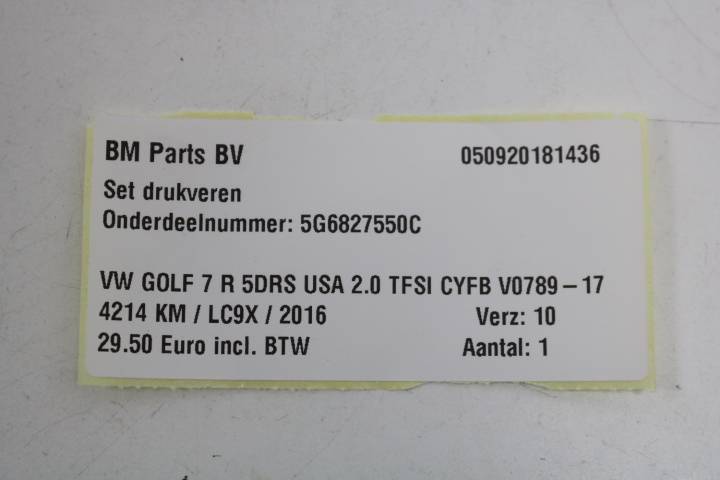 BM Parts BV 050920181436
Set drukveren
Onderdeelnummer: 5G6827550C
VW GOLF 7 R 5DRS USA 2.0 TFSI CYFB V0789-17
4214 KM / LC9X / 2016 Verz: 10
29.50 Euro incl. BTW Aantal: 1